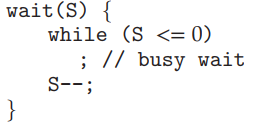 wait(S) {
while (S <= 0)
; // busy wait
S--;
}